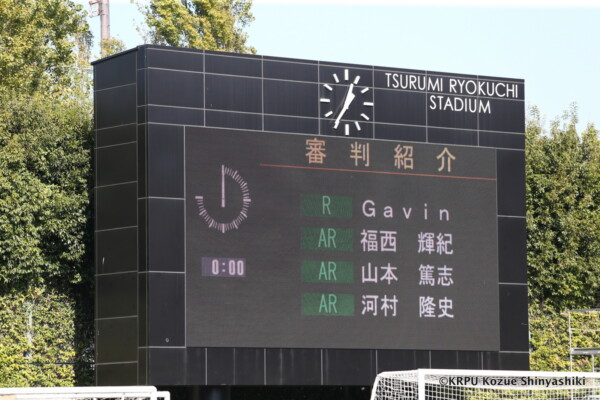 TSURUMI RYOKUCHI
STADIUM
審判紹介
R Gavin
AR 福西 輝紀
0:00
AR 山本 篤志
AR 河村 隆史
©KRPU Kozue Shinyashiki